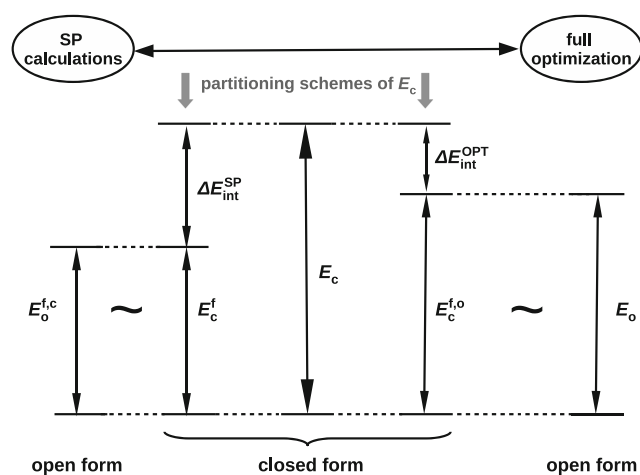 SP
calculations
full
optimization
partitioning schemes of E_c
ΔE_int^SP
ΔE_int^OPT
E_o^f,c
~
E_c^f
E_c
E_c^f,o
~
E_o
open form
closed form
open form